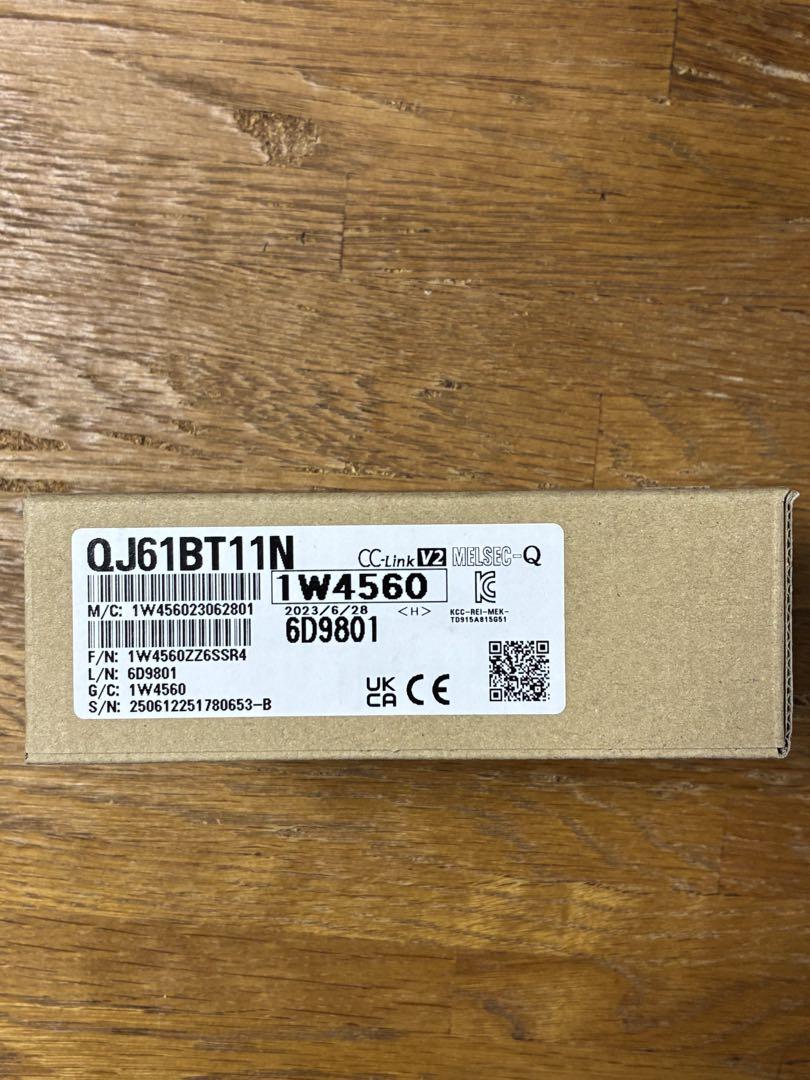 QJ61BT11N
CC-Link V2 MELSEC-Q
1W4560
M/C: 1W456023062801
2023/6/28 <H>
KCC-REI-MEK-
TD915A815G51
6D9801
F/N: 1W4560ZZ6SSR4
L/N: 6D9801
G/C: 1W4560
S/N: 250612251780653-B
UK
CA CE